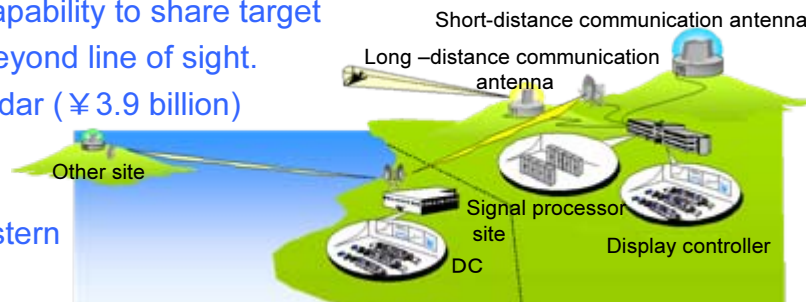 apability to share target
eyond line of sight.
dar (￥3.9 billion)
stern
Short-distance communication antenna
Long –distance communication
antenna
Other site
Signal processor
site
Display controller
DC